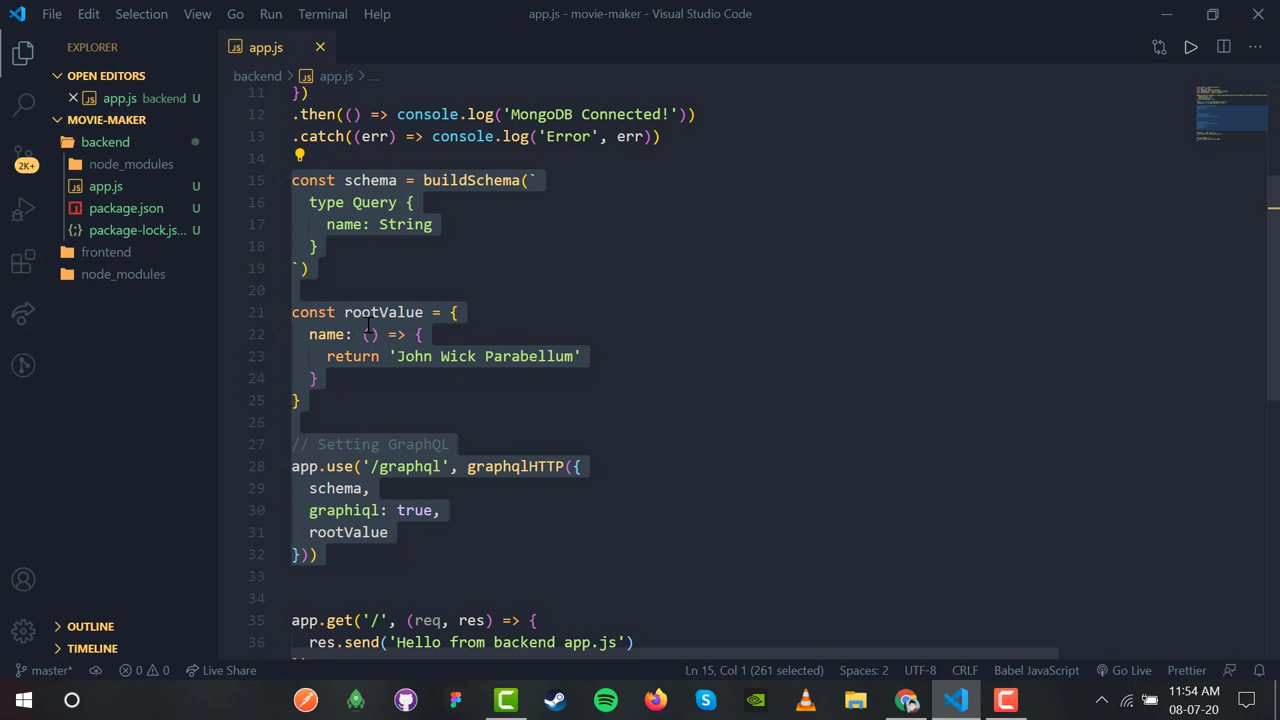 File Edit Selection View Go Run Terminal Help
app.js - movie-maker - Visual Studio Code
EXPLORER
OPEN EDITORS
app.js backend U
MOVIE-MAKER
backend
node_modules
app.js U
package.json U
package-lock.js... U
frontend
node_modules
OUTLINE
TIMELINE
2K+
JS app.js
backend > JS app.js > ...
11 })
12 .then(() => console.log('MongoDB Connected!'))
13 .catch((err) => console.log('Error', err))
14
15 const schema = buildSchema(`
16 type Query {
17 name: String
18 }
19 `)
20
21 const rootValue = {
22 name: () => {
23 return 'John Wick Parabellum'
24 }
25 }
26
27 // Setting GraphQL
28 app.use('/graphql', graphqlHTTP({
29 schema,
30 graphiql: true,
31 rootValue
32 }))
33
34
35 app.get('/', (req, res) => {
36 res.send('Hello from backend app.js')
master* 0 0 Live Share Ln 15, Col 1 (261 selected) Spaces: 2 UTF-8 CRLF Babel JavaScript Go Live Prettier
11:54 AM
08-07-20